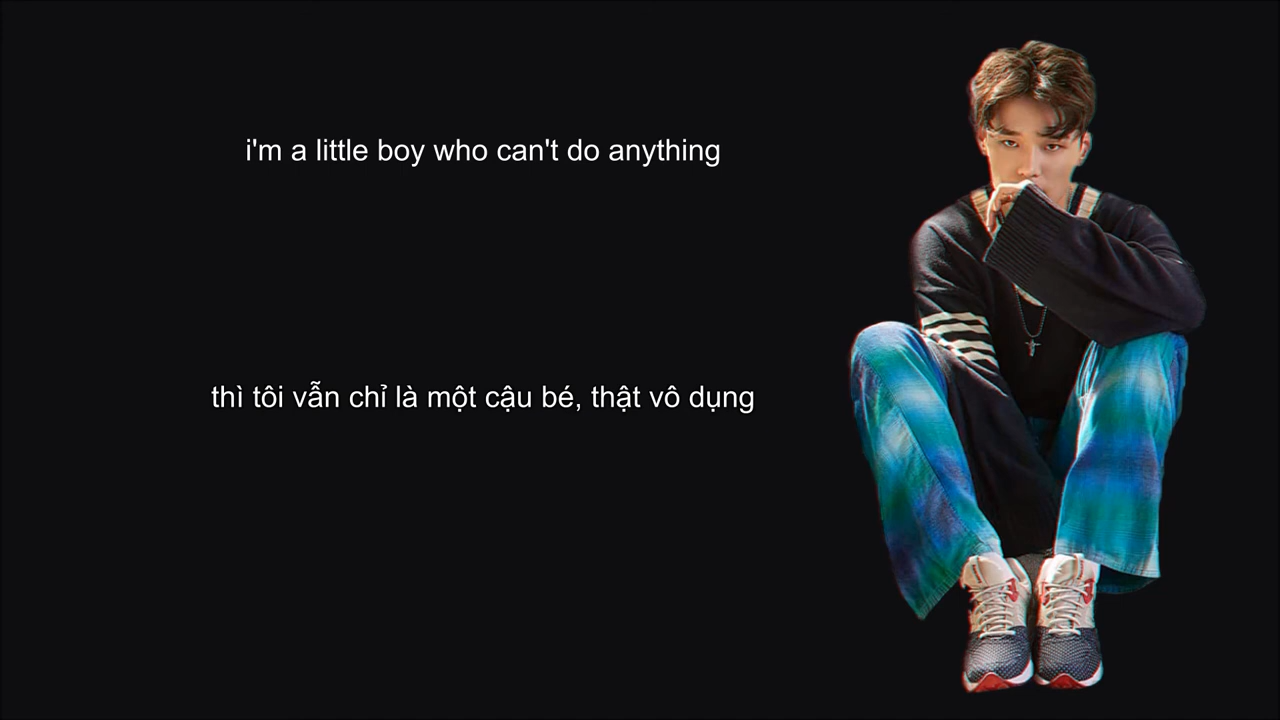 i'm a little boy who can't do anything
thì tôi vẫn chỉ là một cậu bé, thật vô dụng